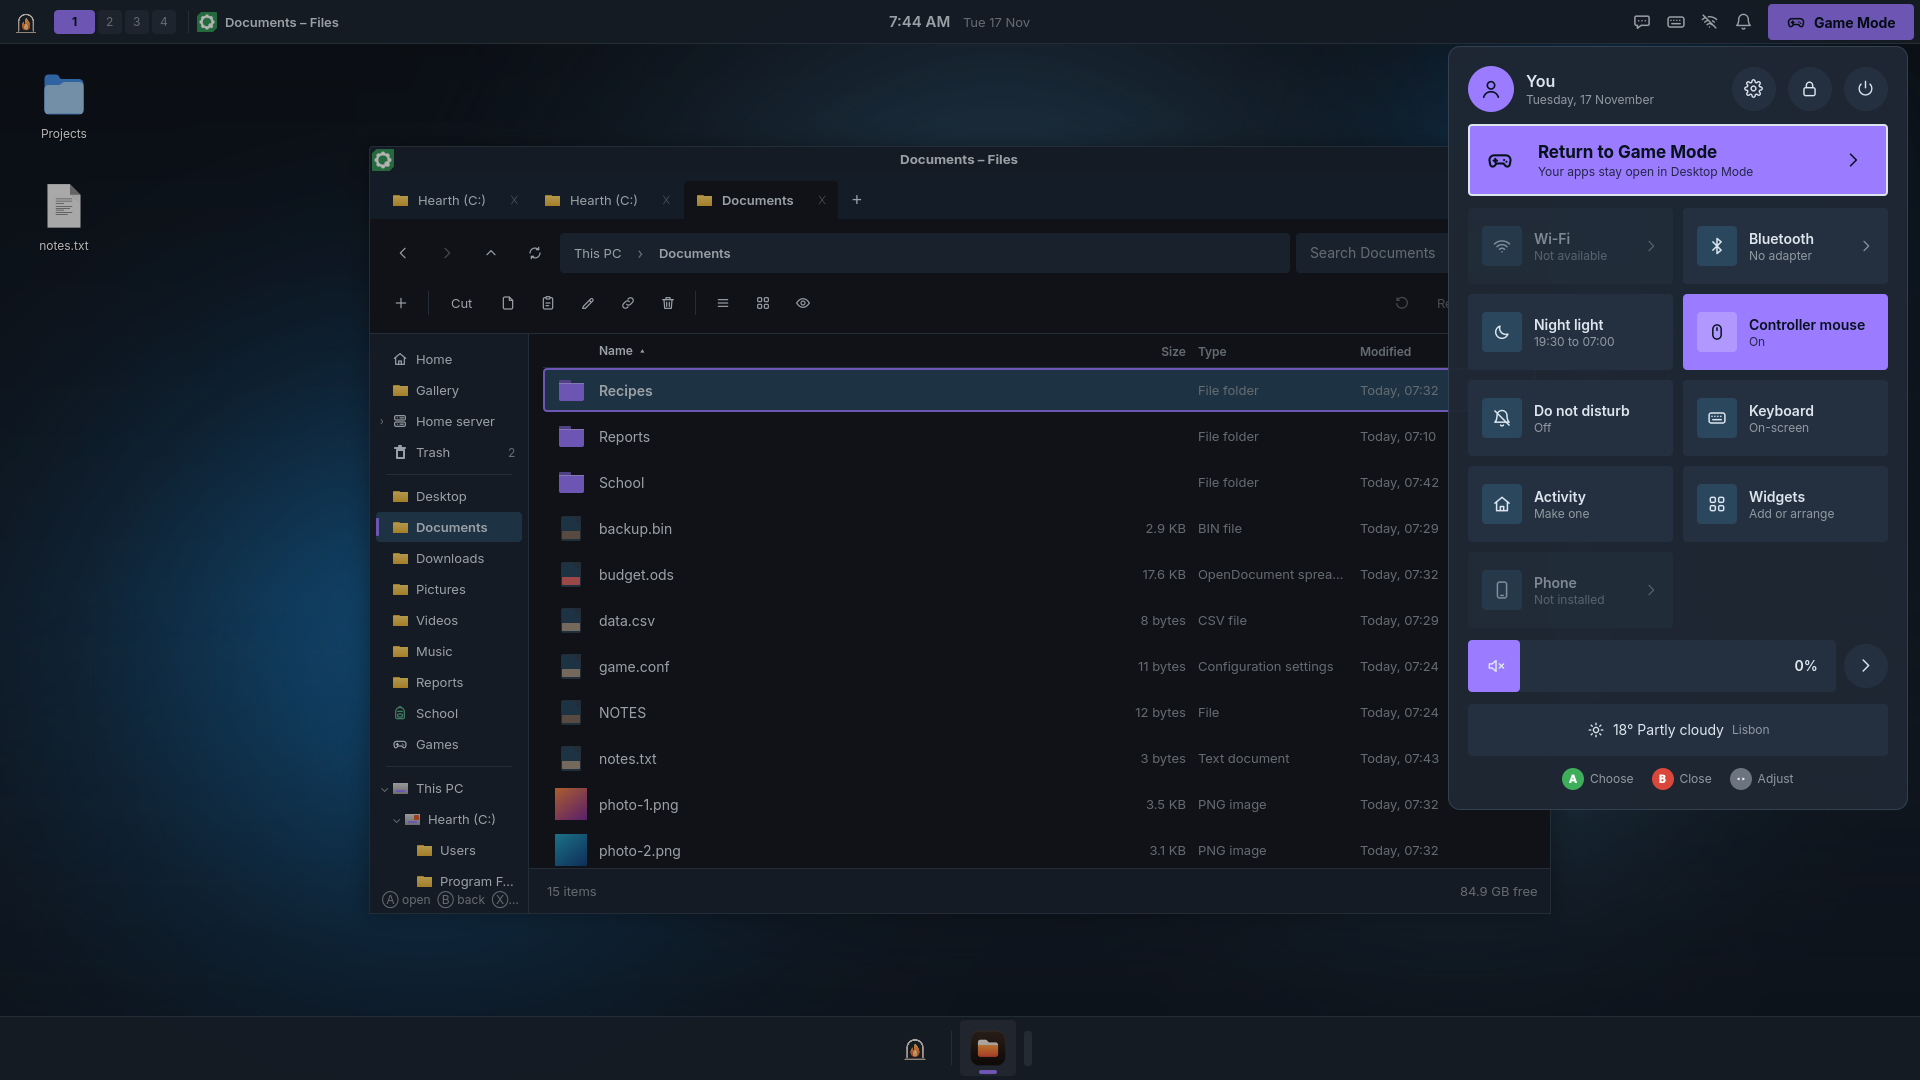 1 2 3 4 Documents – Files
7:44 AM Tue 17 Nov
Game Mode
Projects
notes.txt
Documents – Files
Hearth (C:) X Hearth (C:) X Documents X +
This PC › Documents
Search Documents
Cut
Home
Gallery
Home server
Trash 2
Desktop
Documents
Downloads
Pictures
Videos
Music
Reports
School
Games
This PC
Hearth (C:)
Users
Program F...
A open B back X...
Name Size Type Modified
Recipes File folder Today, 07:32
Reports File folder Today, 07:10
School File folder Today, 07:42
backup.bin 2.9 KB BIN file Today, 07:29
budget.ods 17.6 KB OpenDocument sprea... Today, 07:32
data.csv 8 bytes CSV file Today, 07:29
game.conf 11 bytes Configuration settings Today, 07:24
NOTES 12 bytes File Today, 07:24
notes.txt 3 bytes Text document Today, 07:43
photo-1.png 3.5 KB PNG image Today, 07:32
photo-2.png 3.1 KB PNG image Today, 07:32
15 items 84.9 GB free
You
Tuesday, 17 November
Return to Game Mode
Your apps stay open in Desktop Mode
Wi-Fi
Not available
Bluetooth
No adapter
Night light
19:30 to 07:00
Controller mouse
On
Do not disturb
Off
Keyboard
On-screen
Activity
Make one
Widgets
Add or arrange
Phone
Not installed
0%
18° Partly cloudy Lisbon
A Choose B Close Adjust